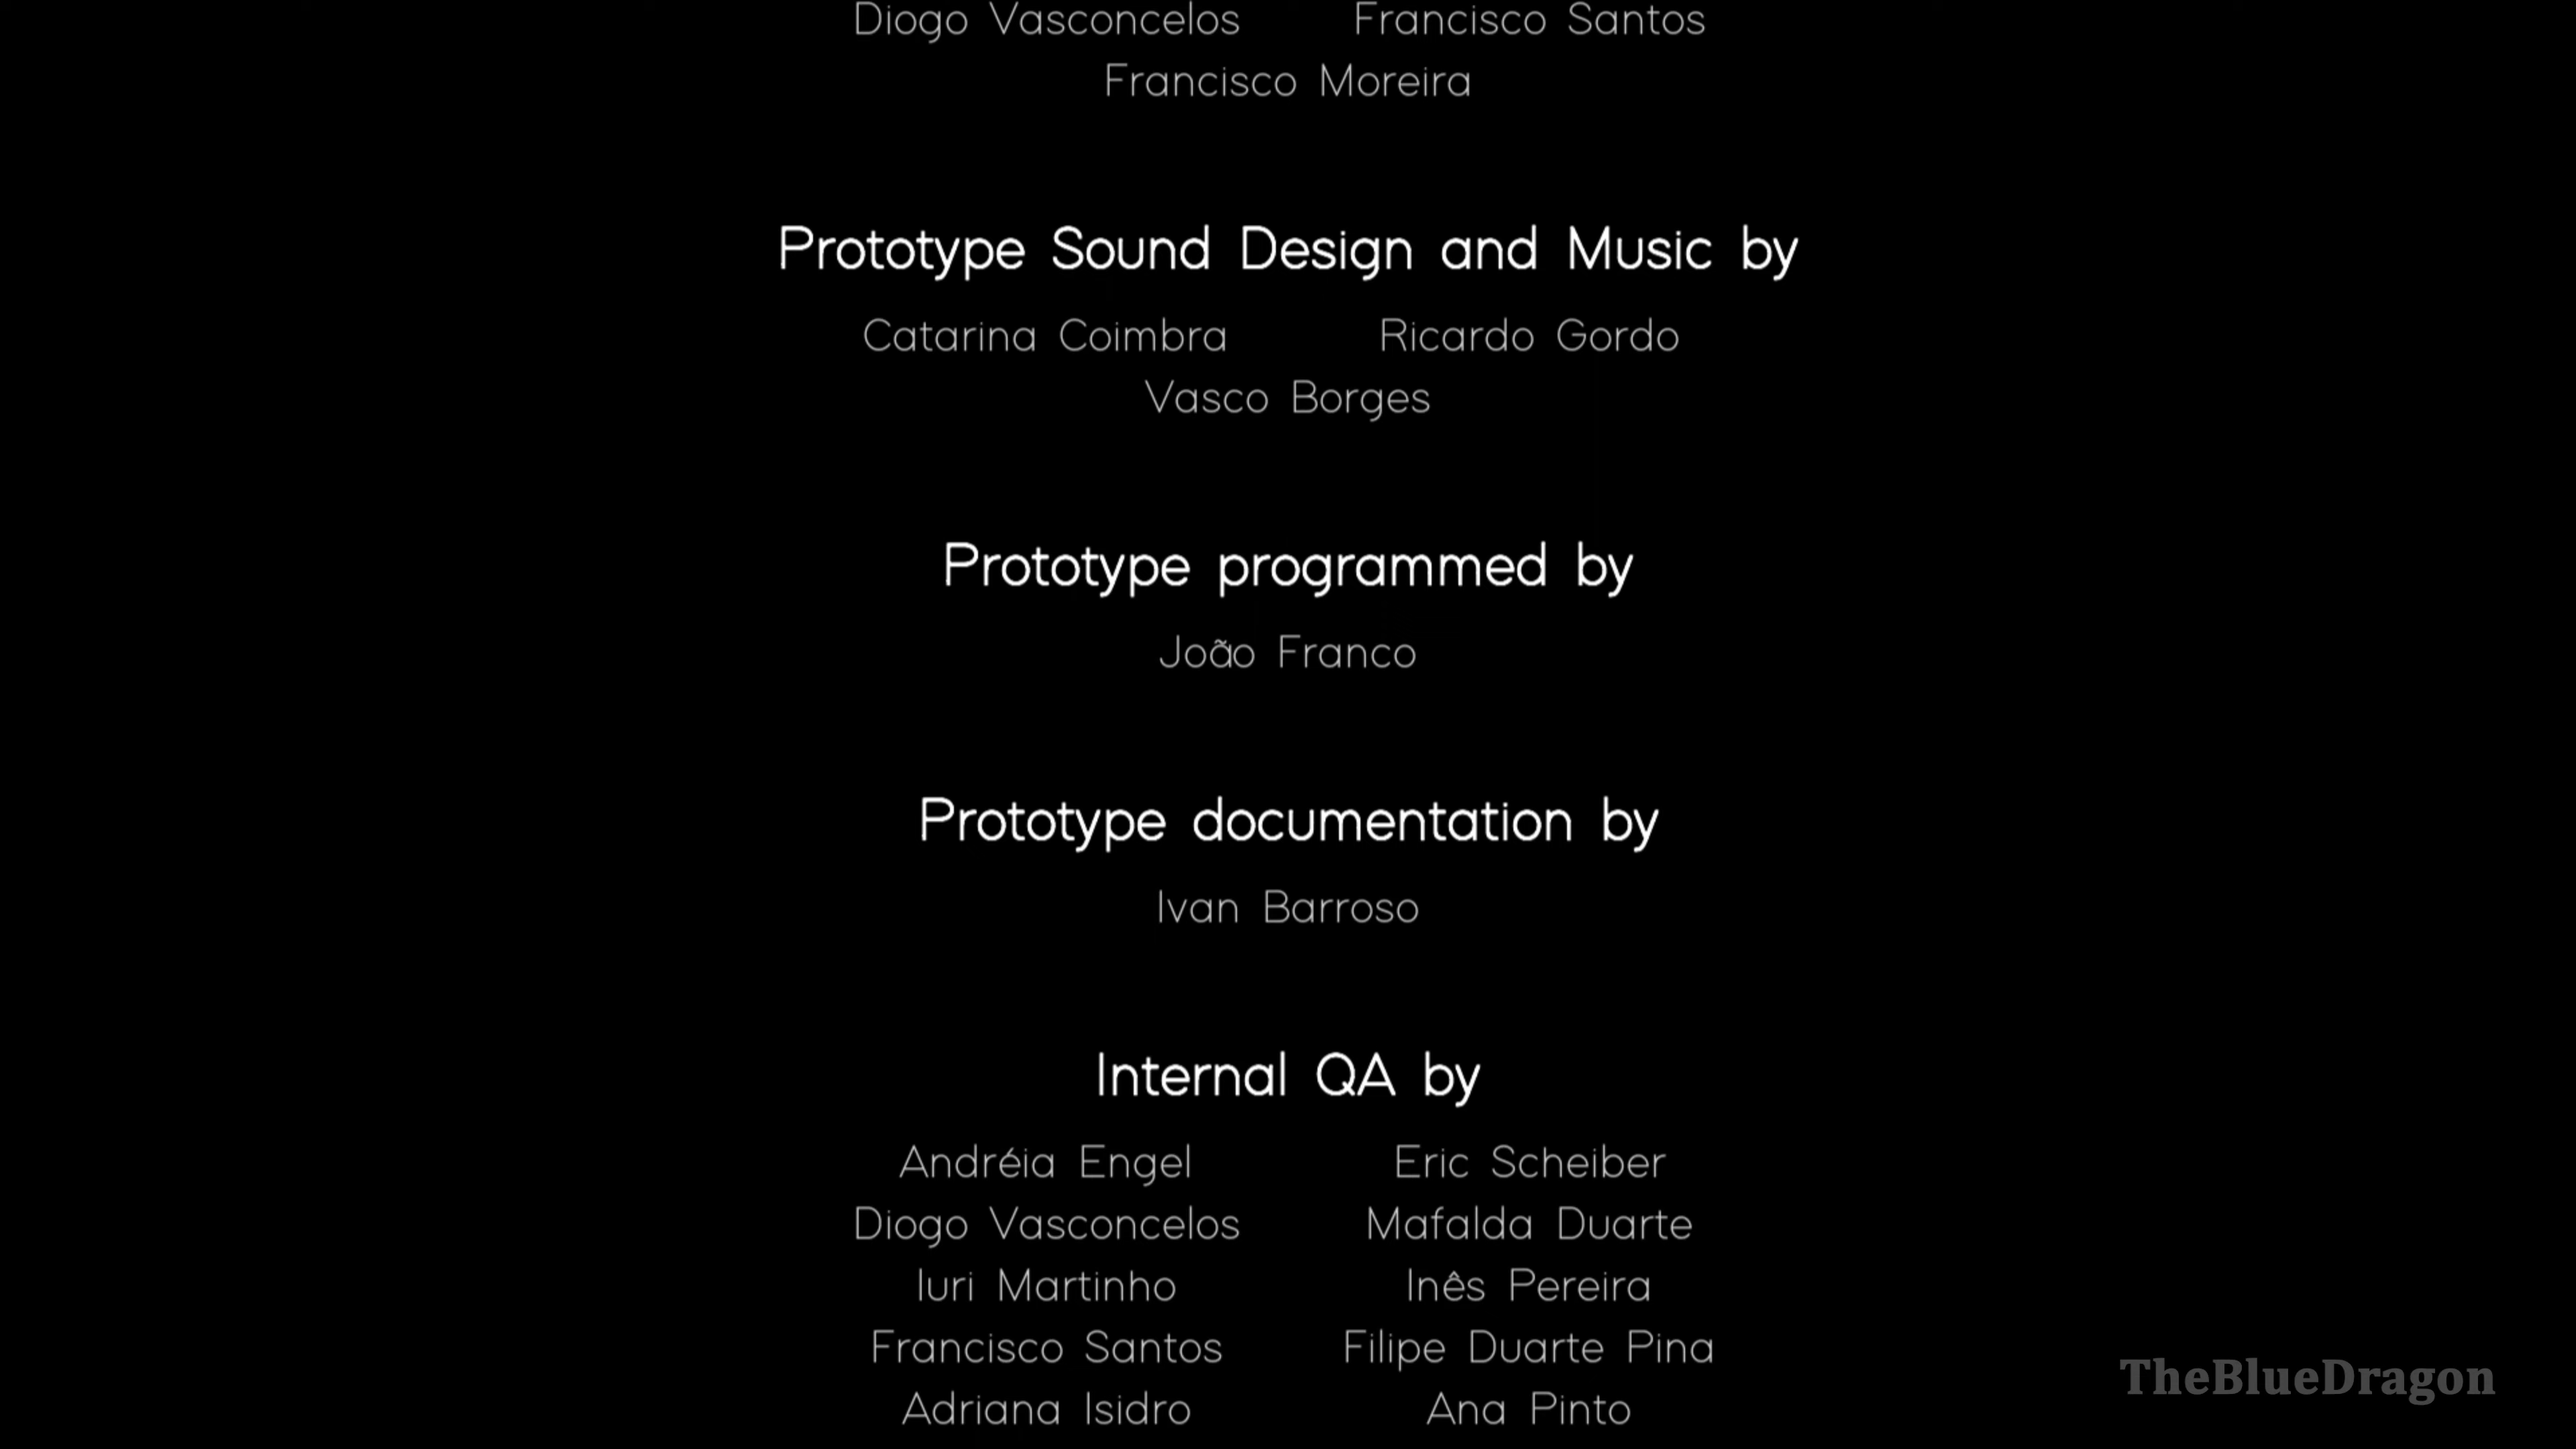 Diogo Vasconcelos Francisco Santos
Francisco Moreira
Prototype Sound Design and Music by
Catarina Coimbra Ricardo Gordo
Vasco Borges
Prototype programmed by
João Franco
Prototype documentation by
Ivan Barroso
Internal QA by
Andréia Engel Eric Scheiber
Diogo Vasconcelos Mafalda Duarte
Iuri Martinho Inês Pereira
Francisco Santos Filipe Duarte Pina
Adriana Isidro Ana Pinto
TheBlueDragon